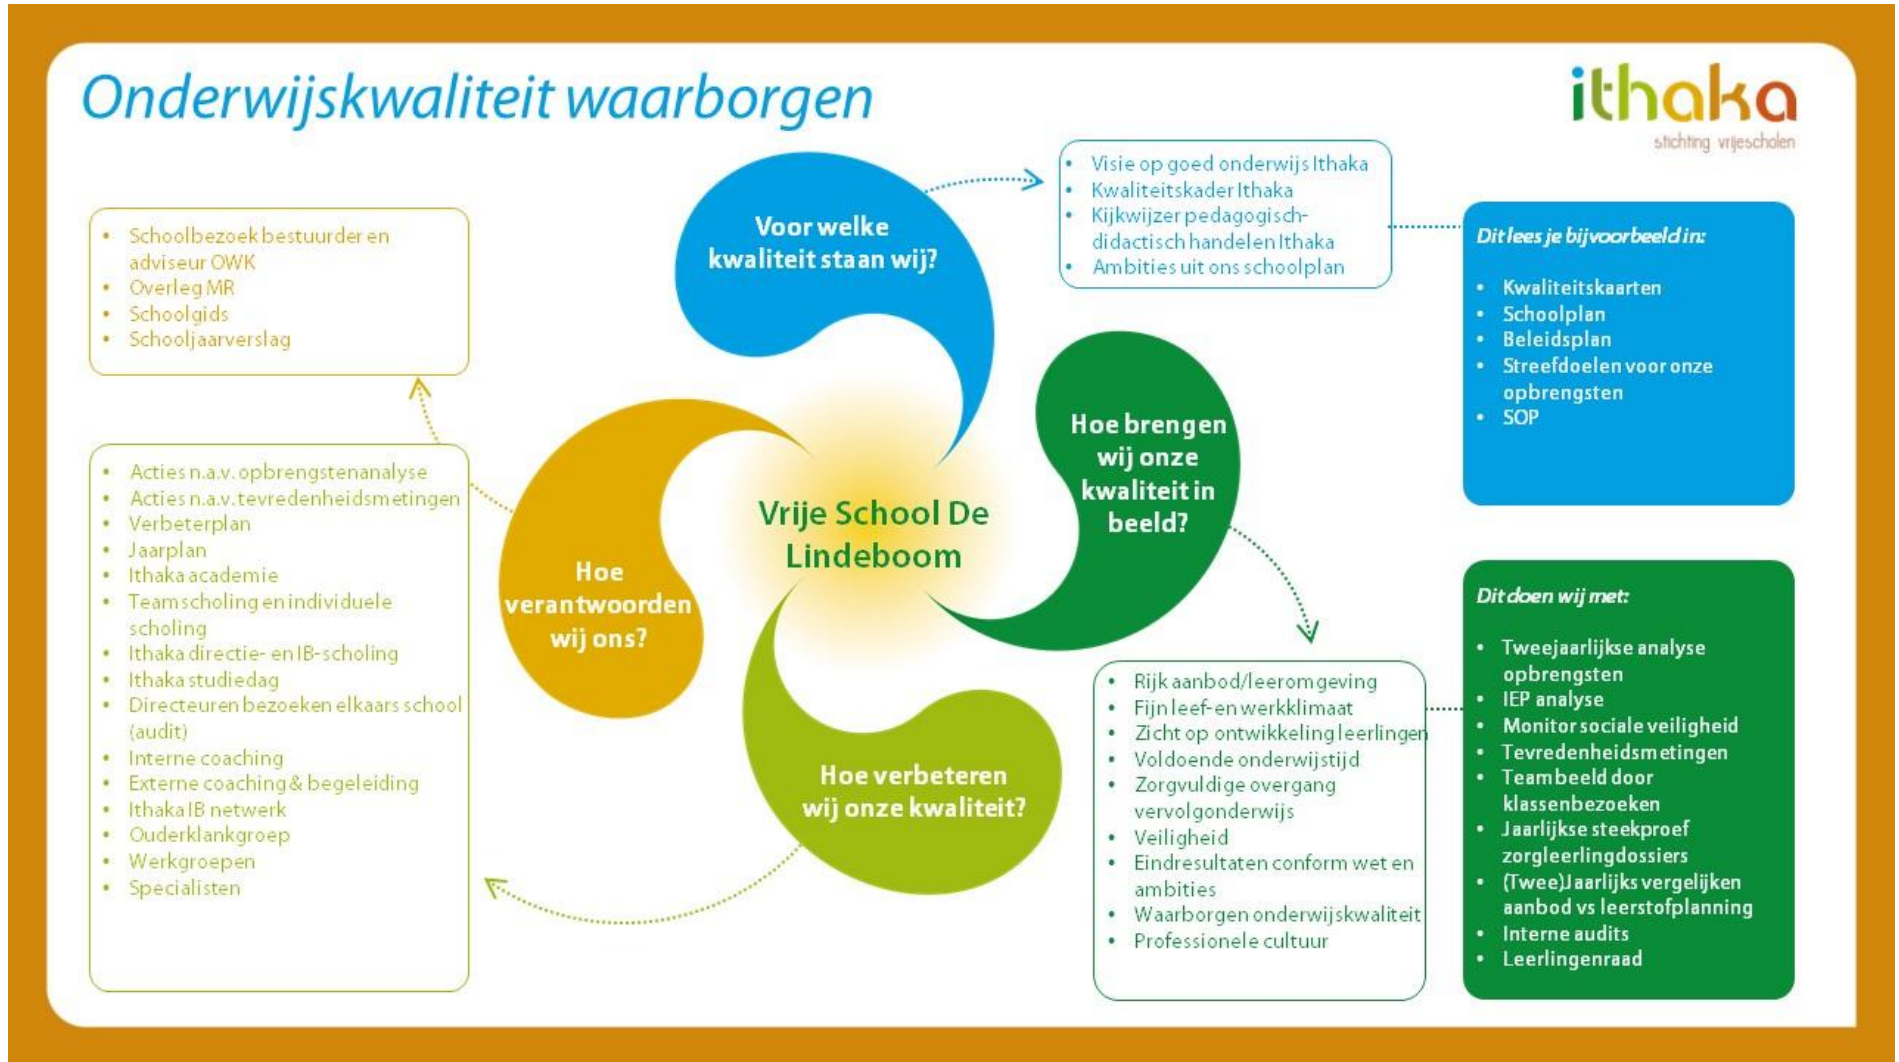 Onderwijskwaliteit waarborgen
ithaka
stichting vrijescholen
Voor welke
kwaliteit staan wij?
• Visie op goed onderwijs Ithaka
• Kwaliteitskader Ithaka
• Kijkwijzer pedagogisch-
didactisch handelen Ithaka
• Ambities uit ons schoolplan
Dit lees je bijvoorbeeld in:
• Kwaliteitskaarten
• Schoolplan
• Beleidsplan
• Streefdoelen voor onze
opbrengsten
• SOP
Hoe brengen
wij onze
kwaliteit in
beeld?
• Rijk aanbod/leeromgeving
• Fijn leef-en werkklimaat
• Zicht op ontwikkeling leerlingen
• Voldoende onderwijstijd
• Zorgvuldige overgang
vervolgonderwijs
• Veiligheid
• Eindresultaten conform wet en
ambities
• Waarborgen onderwijskwaliteit
• Professionele cultuur
Dit doen wij met:
• Tweejaarlijkse analyse
opbrengsten
• IEP analyse
• Monitor sociale veiligheid
• Tevredenheidsmetingen
• Teambeeld door
klassenbezoeken
• Jaarlijkse steekproef
zorgleerlingdossiers
• (Twee)Jaarlijks vergelijken
aanbod vs leerstofplanning
• Interne audits
• Leerlingenraad
Vrije School De
Lindeboom
Hoe verbeteren
wij onze kwaliteit?
• Acties n.a.v. opbrengstenanalyse
• Acties n.a.v. tevredenheidsmetingen
• Verbeterplan
• Jaarplan
• Ithaka academie
• Teamscholing en individuele
scholing
• Ithaka directie- en IB-scholing
• Ithaka studiedag
• Directeuren bezoeken elkaars school
(audit)
• Interne coaching
• Externe coaching & begeleiding
• Ithaka IB netwerk
• Ouderklankgroep
• Werkgroepen
• Specialisten
Hoe
verantwoorden
wij ons?
• Schoolbezoek bestuurder en
adviseur OWK
• Overleg MR
• Schoolgids
• Schooljaarverslag